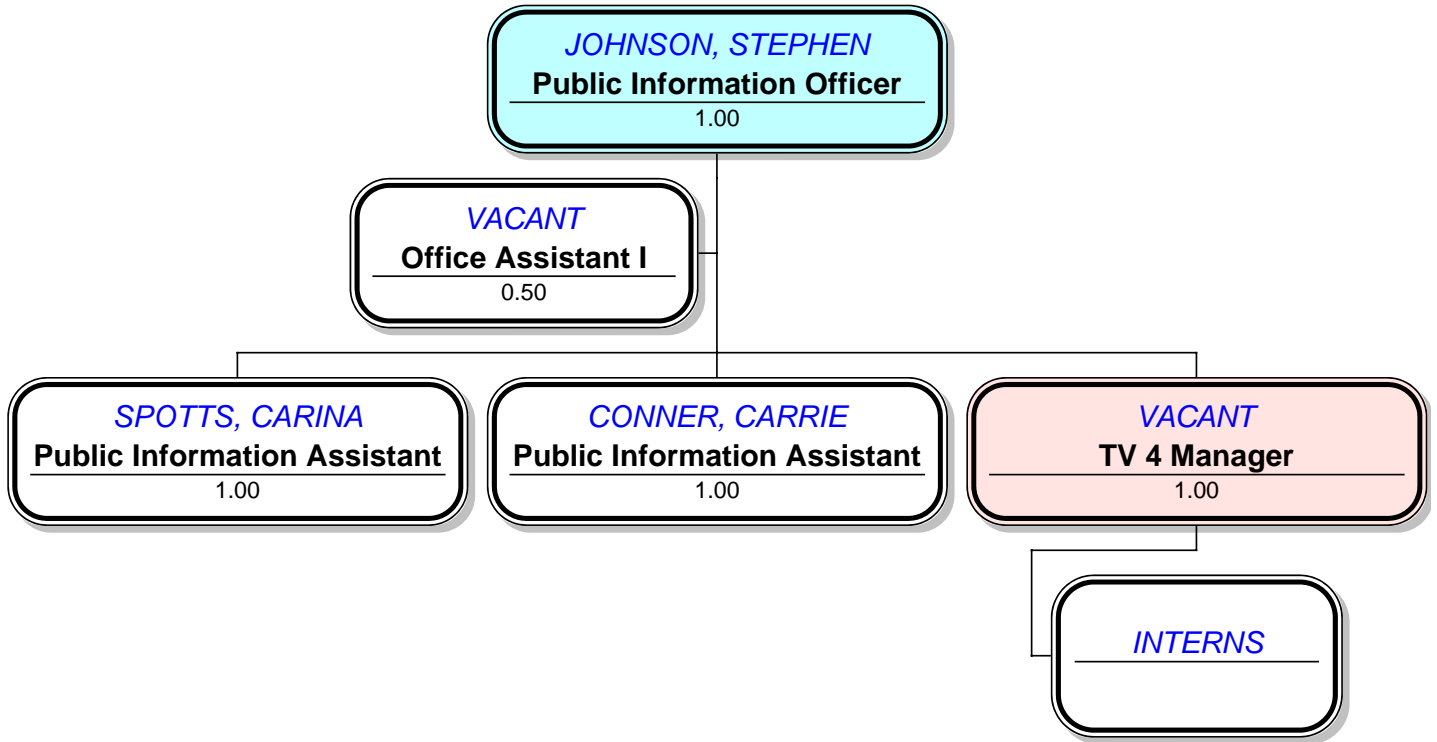 JOHNSON, STEPHEN
Public Information Officer
1.00
VACANT
Office Assistant I
0.50
SPOTTS, CARINA
Public Information Assistant
1.00
CONNER, CARRIE
Public Information Assistant
1.00
VACANT
TV 4 Manager
1.00
INTERNS